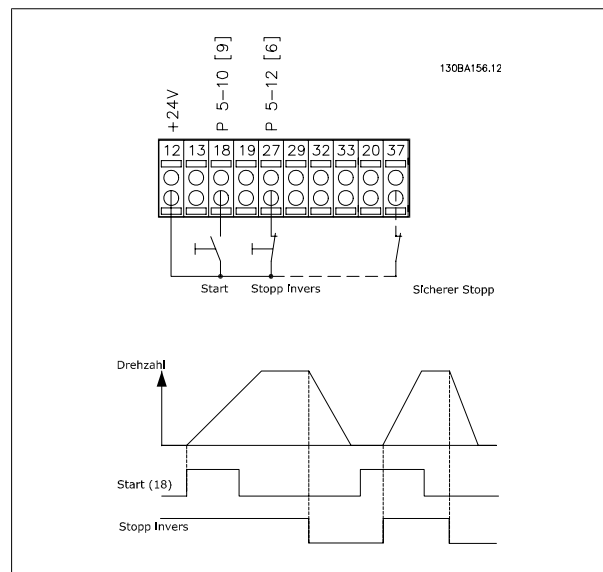 130BA156.12
+24V
P 5-10 [9]
P 5-12 [6]
12 13 18 19 27 29 32 33 20 37
Start Stopp Invers Sicherer Stopp
Drehzahl
Start (18)
Stopp Invers